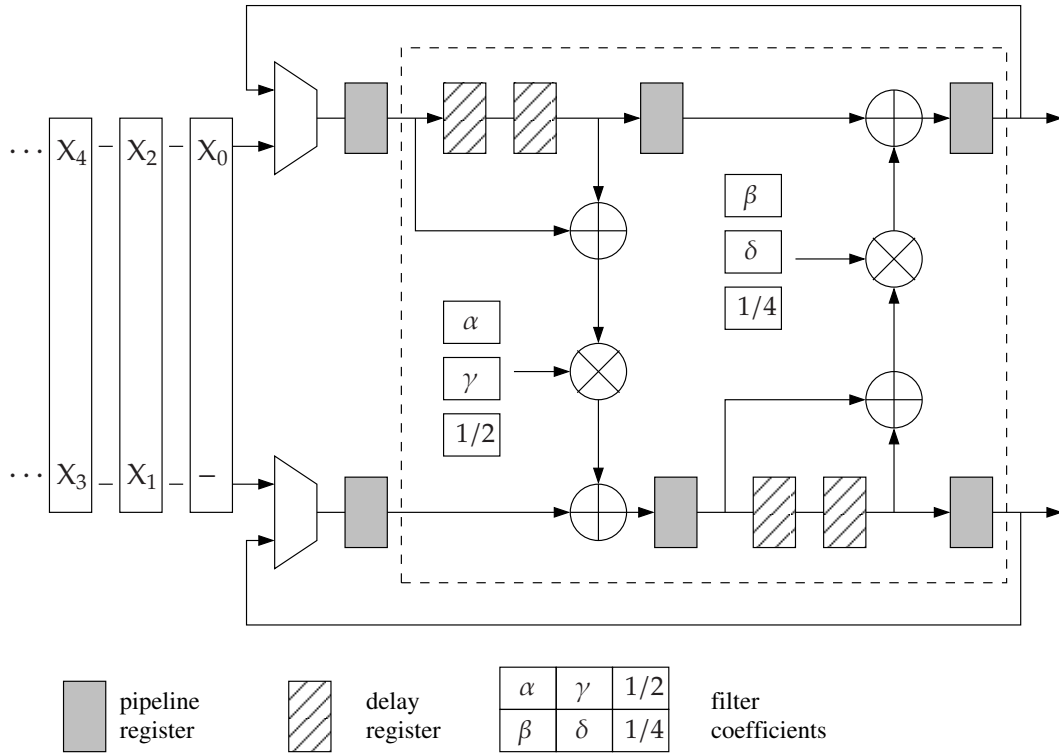 ··· X₄ – X₂ – X₀
β
δ
1/4
α
γ
1/2
··· X₃ – X₁ – –
pipeline
register
delay
register
α γ 1/2
β δ 1/4
filter
coefficients